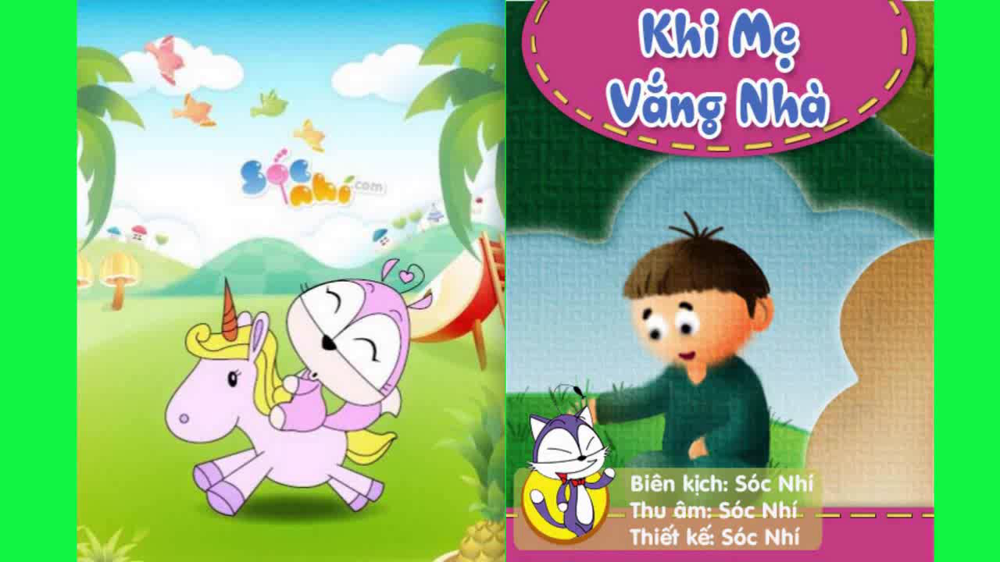 Sóc
nhí.com
Khi Mẹ
Vắng Nhà
Biên kịch: Sóc Nhí
Thu âm: Sóc Nhí
Thiết kế: Sóc Nhí